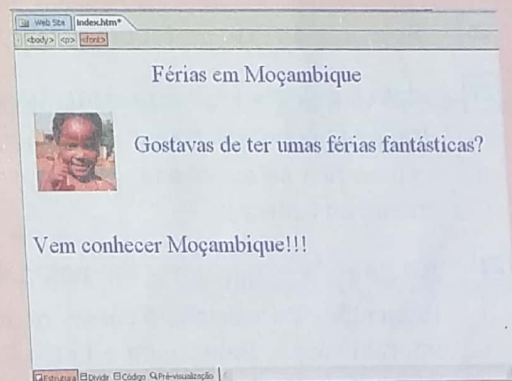 Web Site index.htm*
<body> <p> <font>
Férias em Moçambique
Gostavas de ter umas férias fantásticas?
Vem conhecer Moçambique!!!
Estrutura Dividir Código Pré-visualização